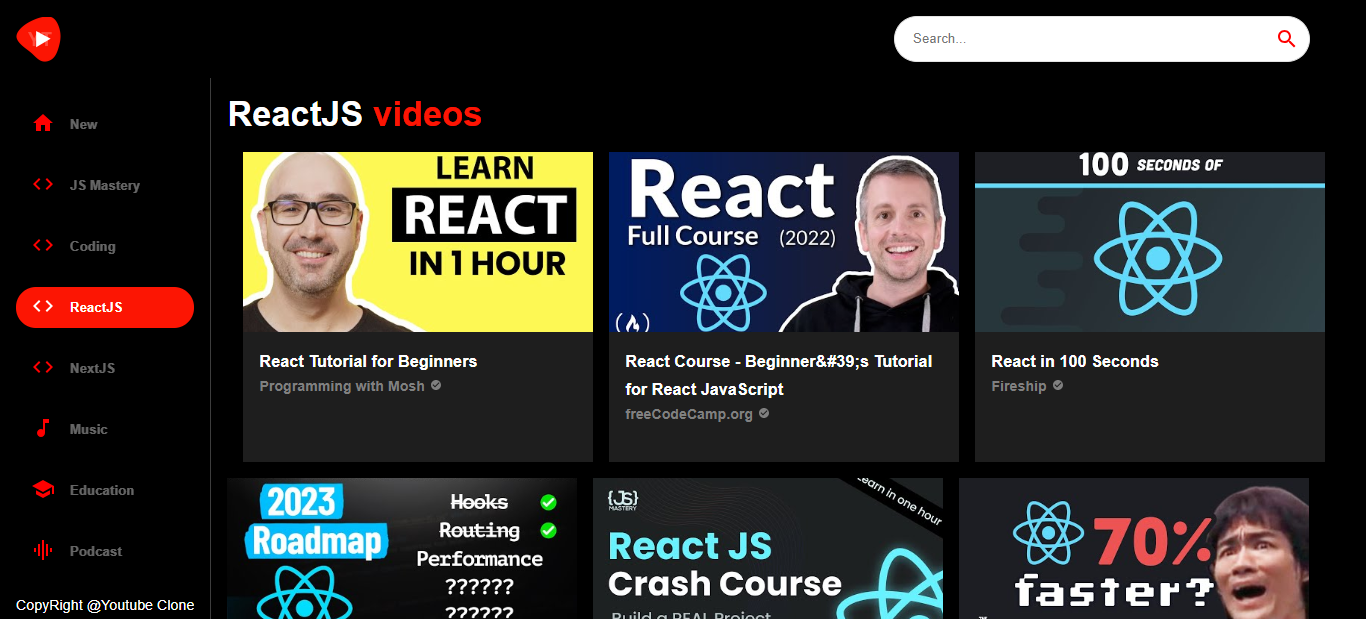 Search...
New
JS Mastery
Coding
ReactJS
NextJS
Music
Education
Podcast
CopyRight @Youtube Clone
ReactJS videos
LEARN
REACT
IN 1 HOUR
React Tutorial for Beginners
Programming with Mosh
React
Full Course (2022)
React Course - Beginner&#39;s Tutorial
for React JavaScript
freeCodeCamp.org
100 SECONDS OF
React in 100 Seconds
Fireship
2023
Roadmap
Hooks
Routing
Performance
??????
??????
{JS}
MASTERY
Learn in one hour
React JS
Crash Course
Build a REAL Project
70%
faster?